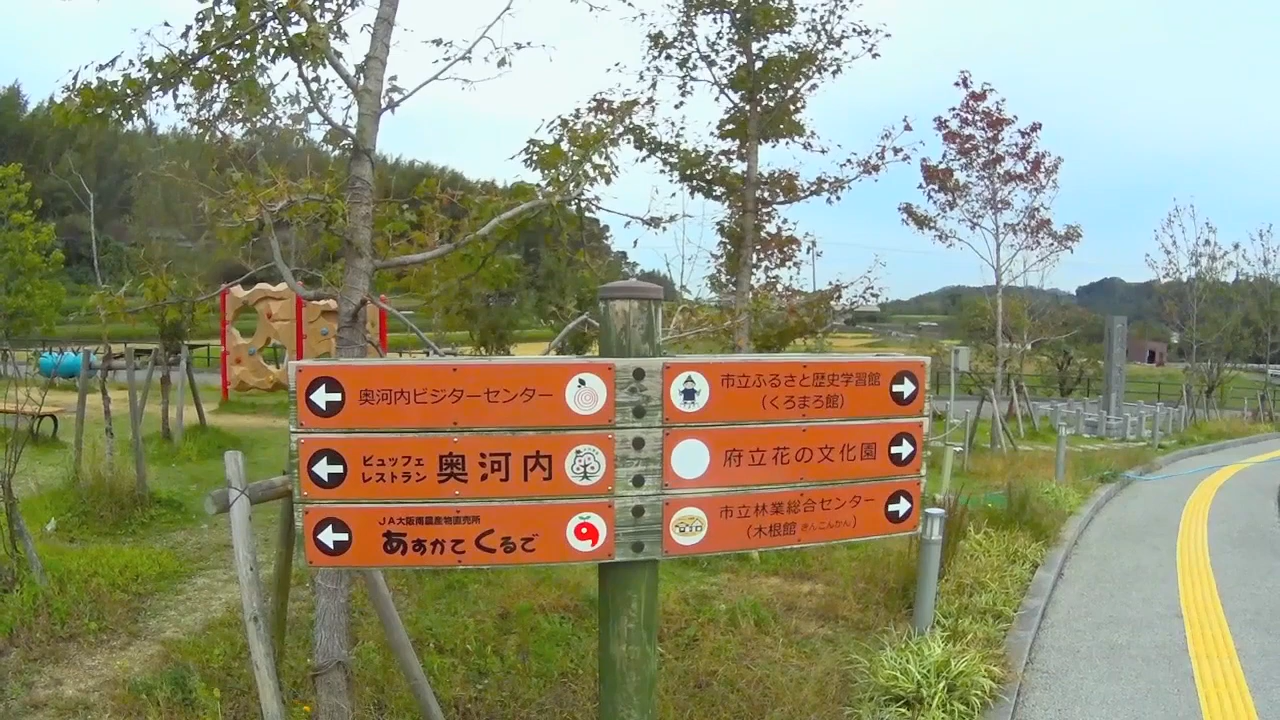 奥河内ビジターセンター
ビュッフェ
レストラン 奥河内
JA大阪南農産物直売所
あすかてくるで
市立ふるさと歴史学習館
(くろまろ館)
府立花の文化園
市立林業総合センター
(木根館 きんこんかん)